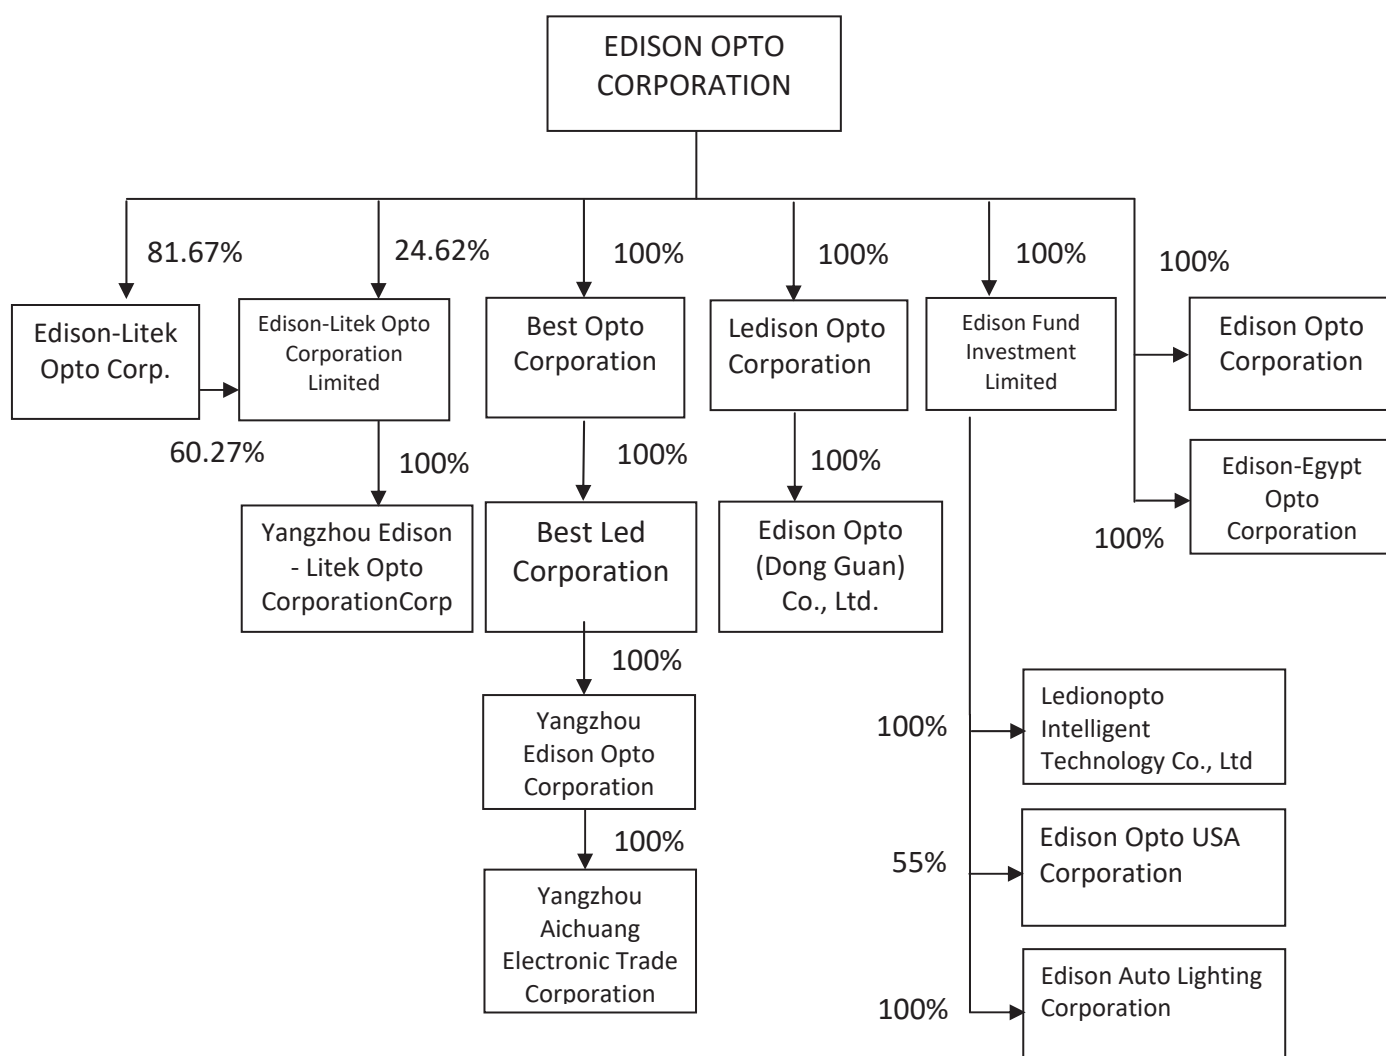 EDISON OPTO
CORPORATION
81.67%
24.62%
100%
100%
100%
100%
Edison-Litek
Opto Corp.
Edison-Litek Opto
Corporation
Limited
Best Opto
Corporation
Ledison Opto
Corporation
Edison Fund
Investment
Limited
Edison Opto
Corporation
60.27%
100%
100%
100%
100%
Edison-Egypt
Opto
Corporation
Yangzhou Edison
- Litek Opto
CorporationCorp
Best Led
Corporation
Edison Opto
(Dong Guan)
Co., Ltd.
100%
Yangzhou
Edison Opto
Corporation
100%
Ledionopto
Intelligent
Technology Co., Ltd
100%
55%
Edison Opto USA
Corporation
Yangzhou
Aichuang
Electronic Trade
Corporation
100%
Edison Auto Lighting
Corporation